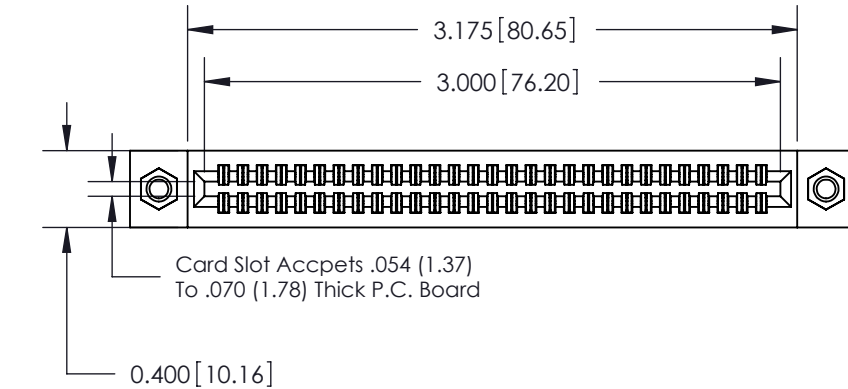 3.175[80.65]
3.000[76.20]
Card Slot Accpets .054 (1.37)
To .070 (1.78) Thick P.C. Board
0.400[10.16]